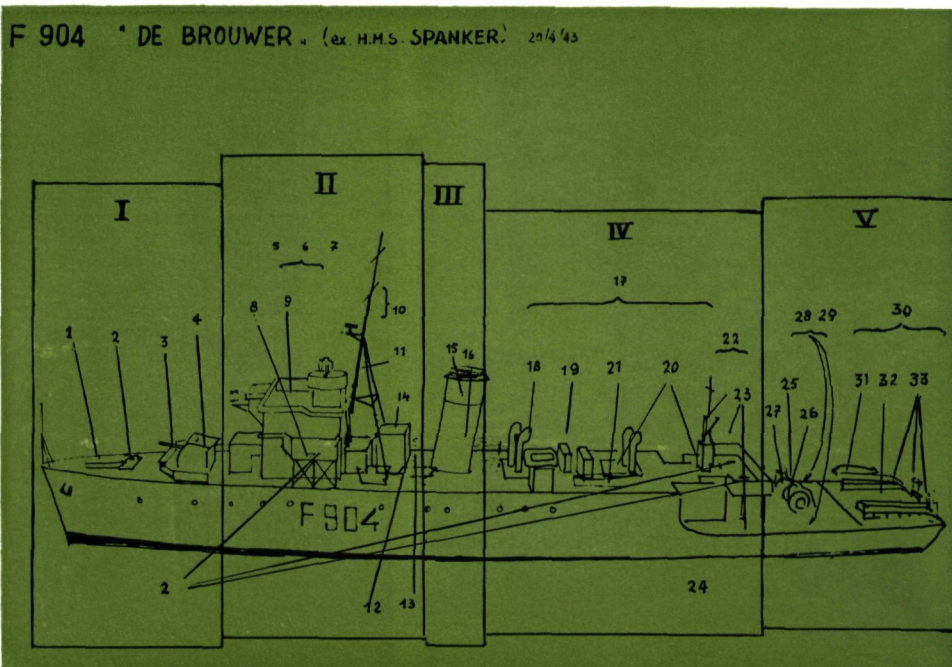 F 904 " DE BROUWER " (ex. H.M.S. SPANKER) 20/4/'43
I II III IV V
5 6 7
17
8 9 10
28 29 30
1 2 3 4 11 15 16 22
14 18 19 21 20 23 27 25 26 31 32 33
F 904
2 12 13 24